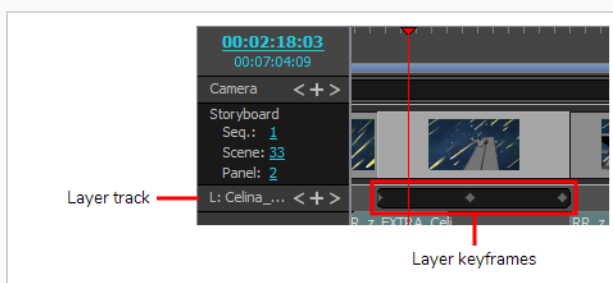 00:02:18:03
00:07:04:09
Camera < + >
Storyboard
Seq.: 1
Scene: 33
Panel: 2
Layer track
L: Celina_... < + >
EXTRA_Celi
Layer keyframes